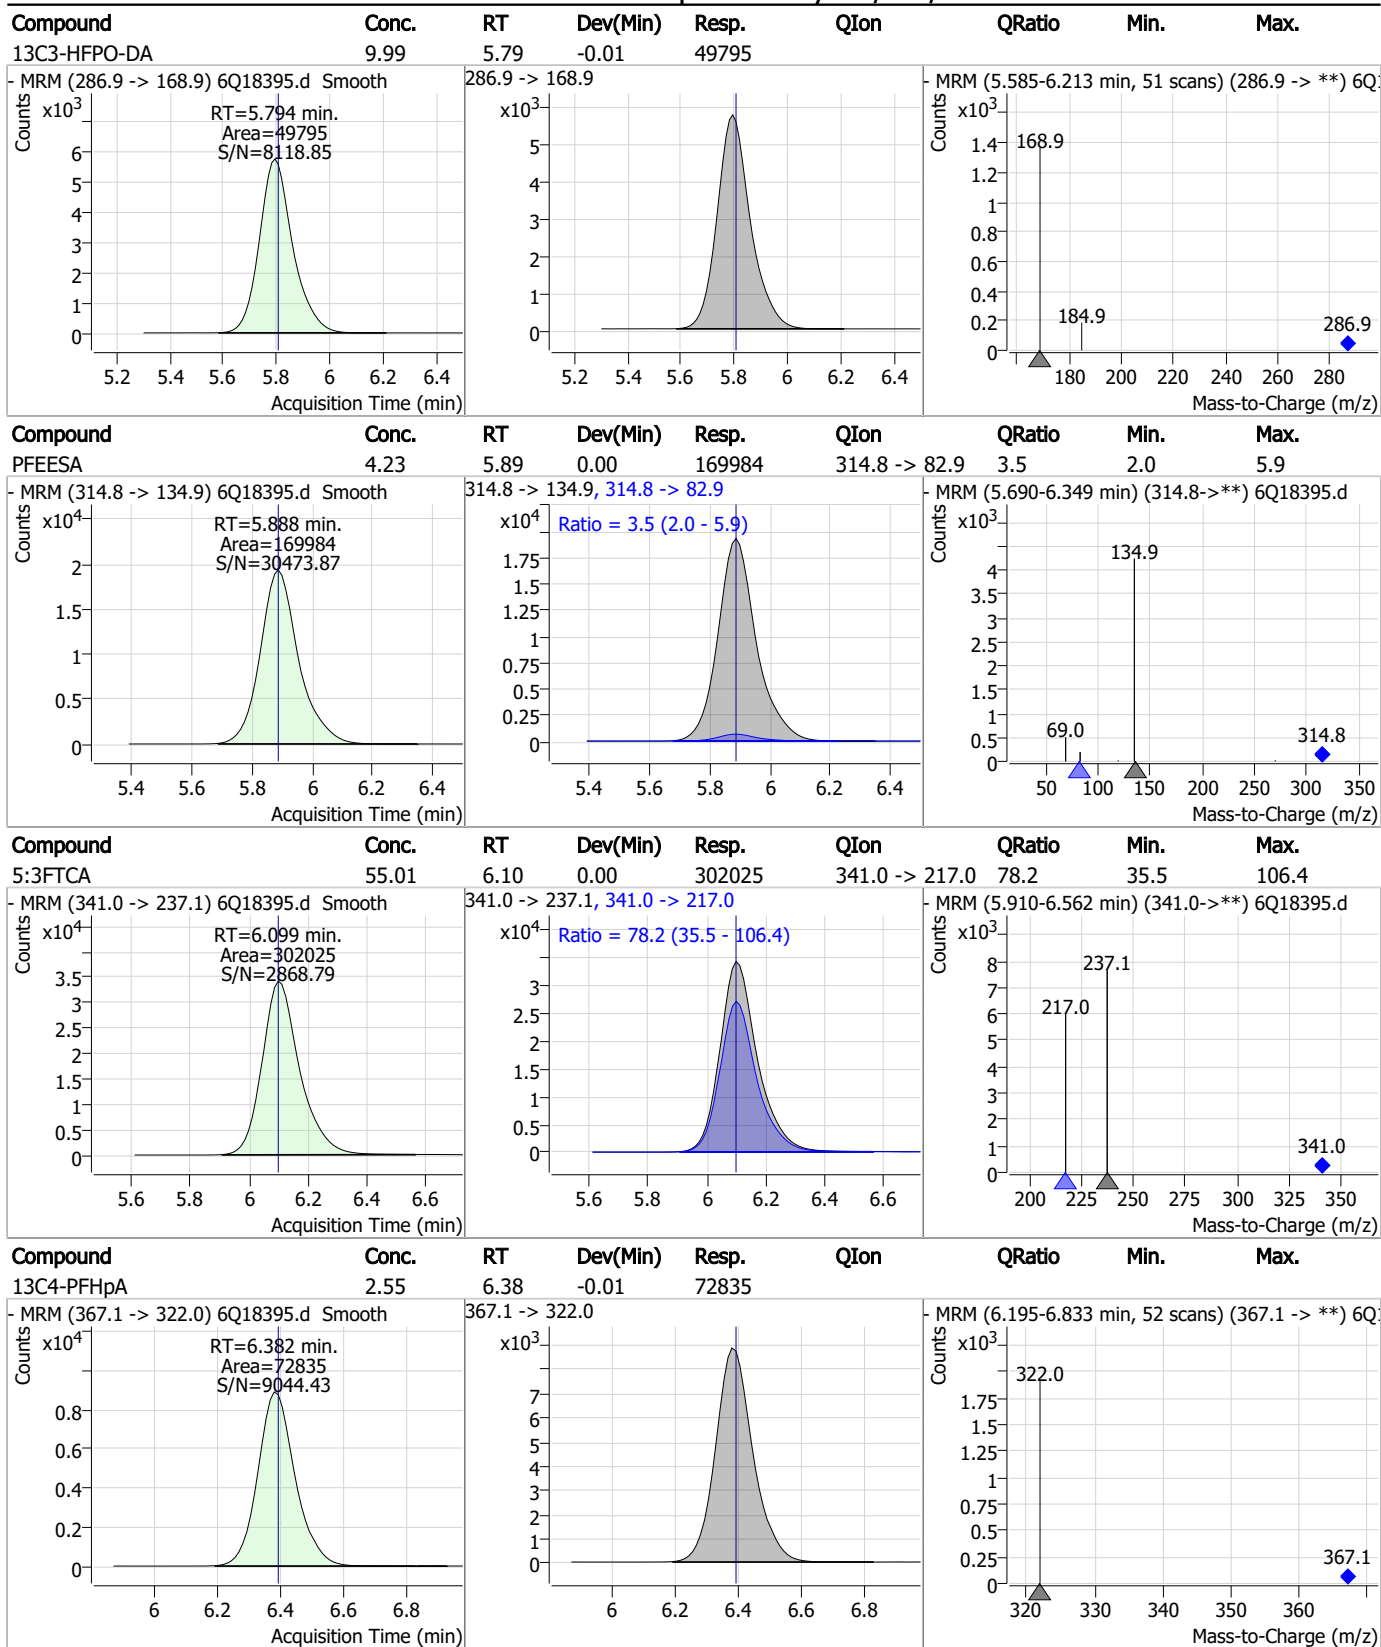 Compound Conc. RT Dev(Min) Resp. QIon QRatio Min. Max.
13C3-HFPO-DA 9.99 5.79 -0.01 49795
- MRM (286.9 -> 168.9) 6Q18395.d Smooth
Counts
x10³
RT=5.794 min.
Area=49795
S/N=8118.85
6
5
4
3
2
1
0
5.2 5.4 5.6 5.8 6 6.2 6.4
Acquisition Time (min)
286.9 -> 168.9
x10³
5
4
3
2
1
0
5.2 5.4 5.6 5.8 6 6.2 6.4
- MRM (5.585-6.213 min, 51 scans) (286.9 -> **) 6Q1
Counts
x10³
1.4
1.2
1
0.8
0.6
0.4
0.2
0
168.9
184.9
286.9
180 200 220 240 260 280
Mass-to-Charge (m/z)
Compound Conc. RT Dev(Min) Resp. QIon QRatio Min. Max.
PFEESA 4.23 5.89 0.00 169984 314.8 -> 82.9 3.5 2.0 5.9
- MRM (314.8 -> 134.9) 6Q18395.d Smooth
Counts
x10⁴
RT=5.888 min.
Area=169984
S/N=30473.87
2
1.5
1
0.5
0
5.4 5.6 5.8 6 6.2 6.4
Acquisition Time (min)
314.8 -> 134.9, 314.8 -> 82.9
x10⁴
Ratio = 3.5 (2.0 - 5.9)
1.75
1.5
1.25
1
0.75
0.5
0.25
0
5.4 5.6 5.8 6 6.2 6.4
- MRM (5.690-6.349 min) (314.8->**) 6Q18395.d
Counts
x10³
4
3.5
3
2.5
2
1.5
1
0.5
0
134.9
69.0
314.8
50 100 150 200 250 300 350
Mass-to-Charge (m/z)
Compound Conc. RT Dev(Min) Resp. QIon QRatio Min. Max.
5:3FTCA 55.01 6.10 0.00 302025 341.0 -> 217.0 78.2 35.5 106.4
- MRM (341.0 -> 237.1) 6Q18395.d Smooth
Counts
x10⁴
RT=6.099 min.
Area=302025
S/N=2868.79
3.5
3
2.5
2
1.5
1
0.5
0
5.6 5.8 6 6.2 6.4 6.6
Acquisition Time (min)
341.0 -> 237.1, 341.0 -> 217.0
x10⁴
Ratio = 78.2 (35.5 - 106.4)
3
2.5
2
1.5
1
0.5
0
5.6 5.8 6 6.2 6.4 6.6
- MRM (5.910-6.562 min) (341.0->**) 6Q18395.d
Counts
x10³
8
7
6
5
4
3
2
1
0
237.1
217.0
341.0
200 225 250 275 300 325 350
Mass-to-Charge (m/z)
Compound Conc. RT Dev(Min) Resp. QIon QRatio Min. Max.
13C4-PFHpA 2.55 6.38 -0.01 72835
- MRM (367.1 -> 322.0) 6Q18395.d Smooth
Counts
x10⁴
RT=6.382 min.
Area=72835
S/N=9044.43
0.8
0.6
0.4
0.2
0
6 6.2 6.4 6.6 6.8
Acquisition Time (min)
367.1 -> 322.0
x10³
7
6
5
4
3
2
1
0
6 6.2 6.4 6.6 6.8
- MRM (6.195-6.833 min, 52 scans) (367.1 -> **) 6Q1
Counts
x10³
1.75
1.5
1.25
1
0.75
0.5
0.25
0
322.0
367.1
320 330 340 350 360
Mass-to-Charge (m/z)